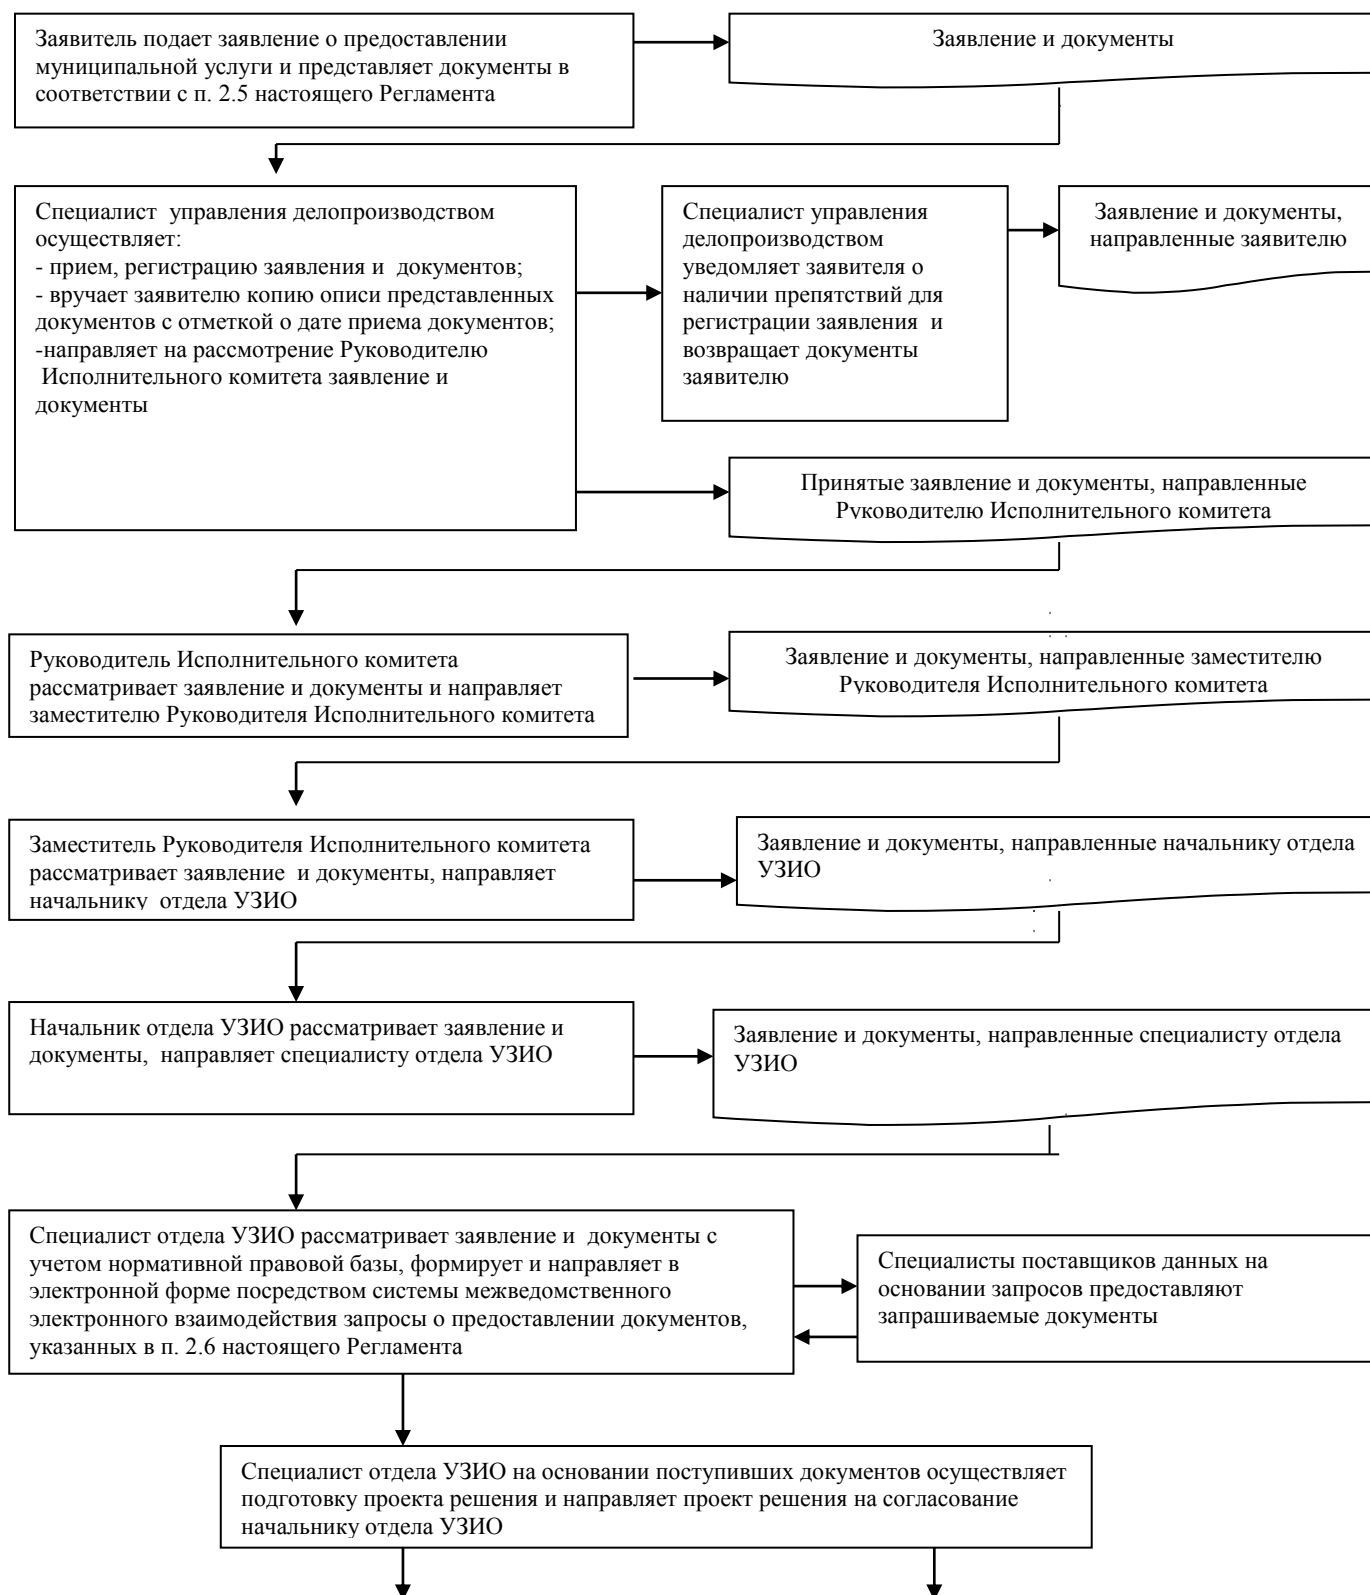 Заявитель подает заявление о предоставлении
муниципальной услуги и представляет документы в
соответствии с п. 2.5 настоящего Регламента
Заявление и документы
Специалист  управления делопроизводством
осуществляет:
- прием, регистрацию заявления и  документов;
- вручает заявителю копию описи представленных
документов с отметкой о дате приема документов;
-направляет на рассмотрение Руководителю
Исполнительного комитета заявление и
документы
Специалист управления
делопроизводством
уведомляет заявителя о
наличии препятствий для
регистрации заявления  и
возвращает документы
заявителю
Заявление и документы,
направленные заявителю
Принятые заявление и документы, направленные
Руководителю Исполнительного комитета
Руководитель Исполнительного комитета
рассматривает заявление и документы и направляет
заместителю Руководителя Исполнительного комитета
Заявление и документы, направленные заместителю
Руководителя Исполнительного комитета
Заместитель Руководителя Исполнительного комитета
рассматривает заявление  и документы, направляет
начальнику  отдела УЗИО
Заявление и документы, направленные начальнику отдела
УЗИО
Начальник отдела УЗИО рассматривает заявление и
документы,  направляет специалисту отдела УЗИО
Заявление и документы, направленные специалисту отдела
УЗИО
Специалист отдела УЗИО рассматривает заявление и  документы с
учетом нормативной правовой базы, формирует и направляет в
электронной форме посредством системы межведомственного
электронного взаимодействия запросы о предоставлении документов,
указанных в п. 2.6 настоящего Регламента
Специалисты поставщиков данных на
основании запросов предоставляют
запрашиваемые документы
Специалист отдела УЗИО на основании поступивших документов осуществляет
подготовку проекта решения и направляет проект решения на согласование
начальнику отдела УЗИО